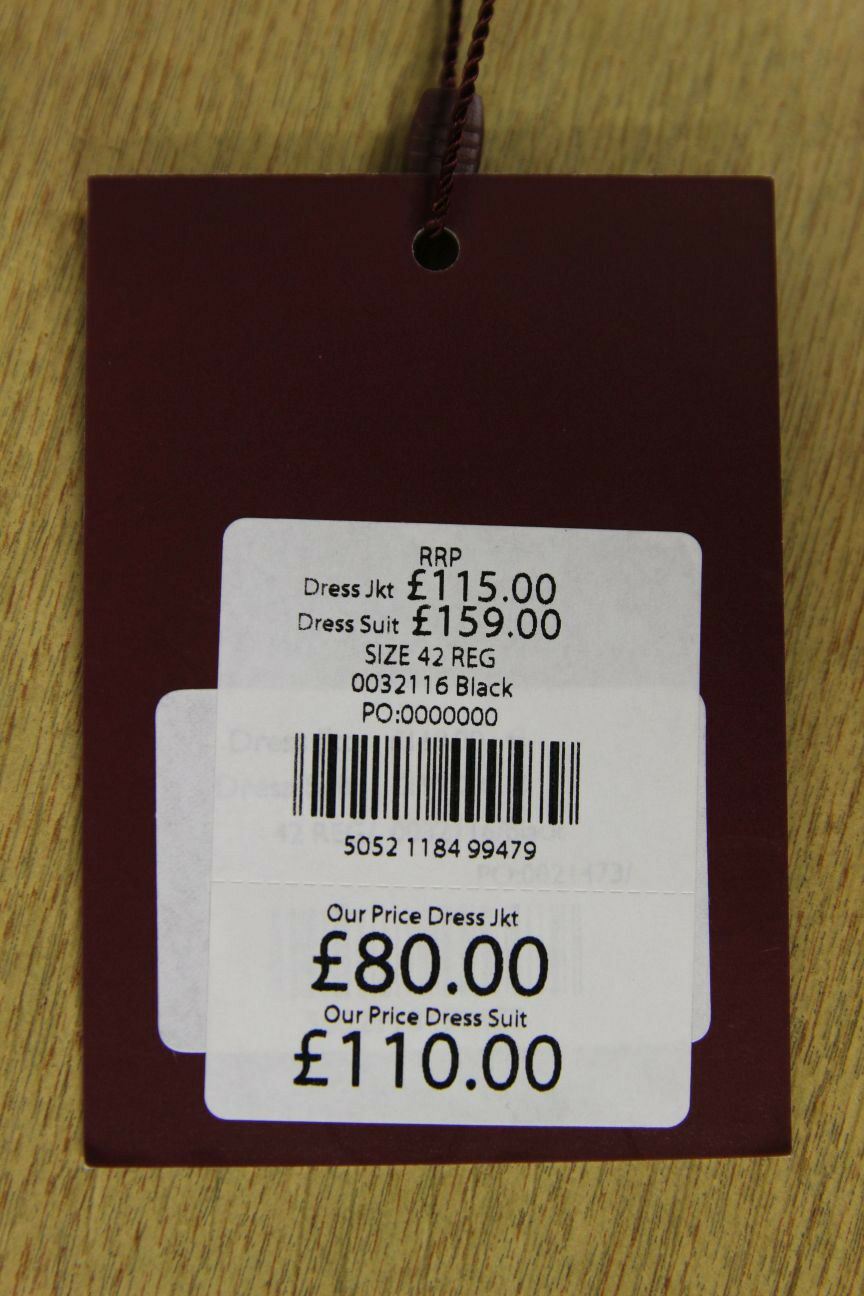 RRP
Dress Jkt £115.00
Dress Suit £159.00
SIZE 42 REG
0032116 Black
PO:0000000
5052 1184 99479
Our Price Dress Jkt
£80.00
Our Price Dress Suit
£110.00